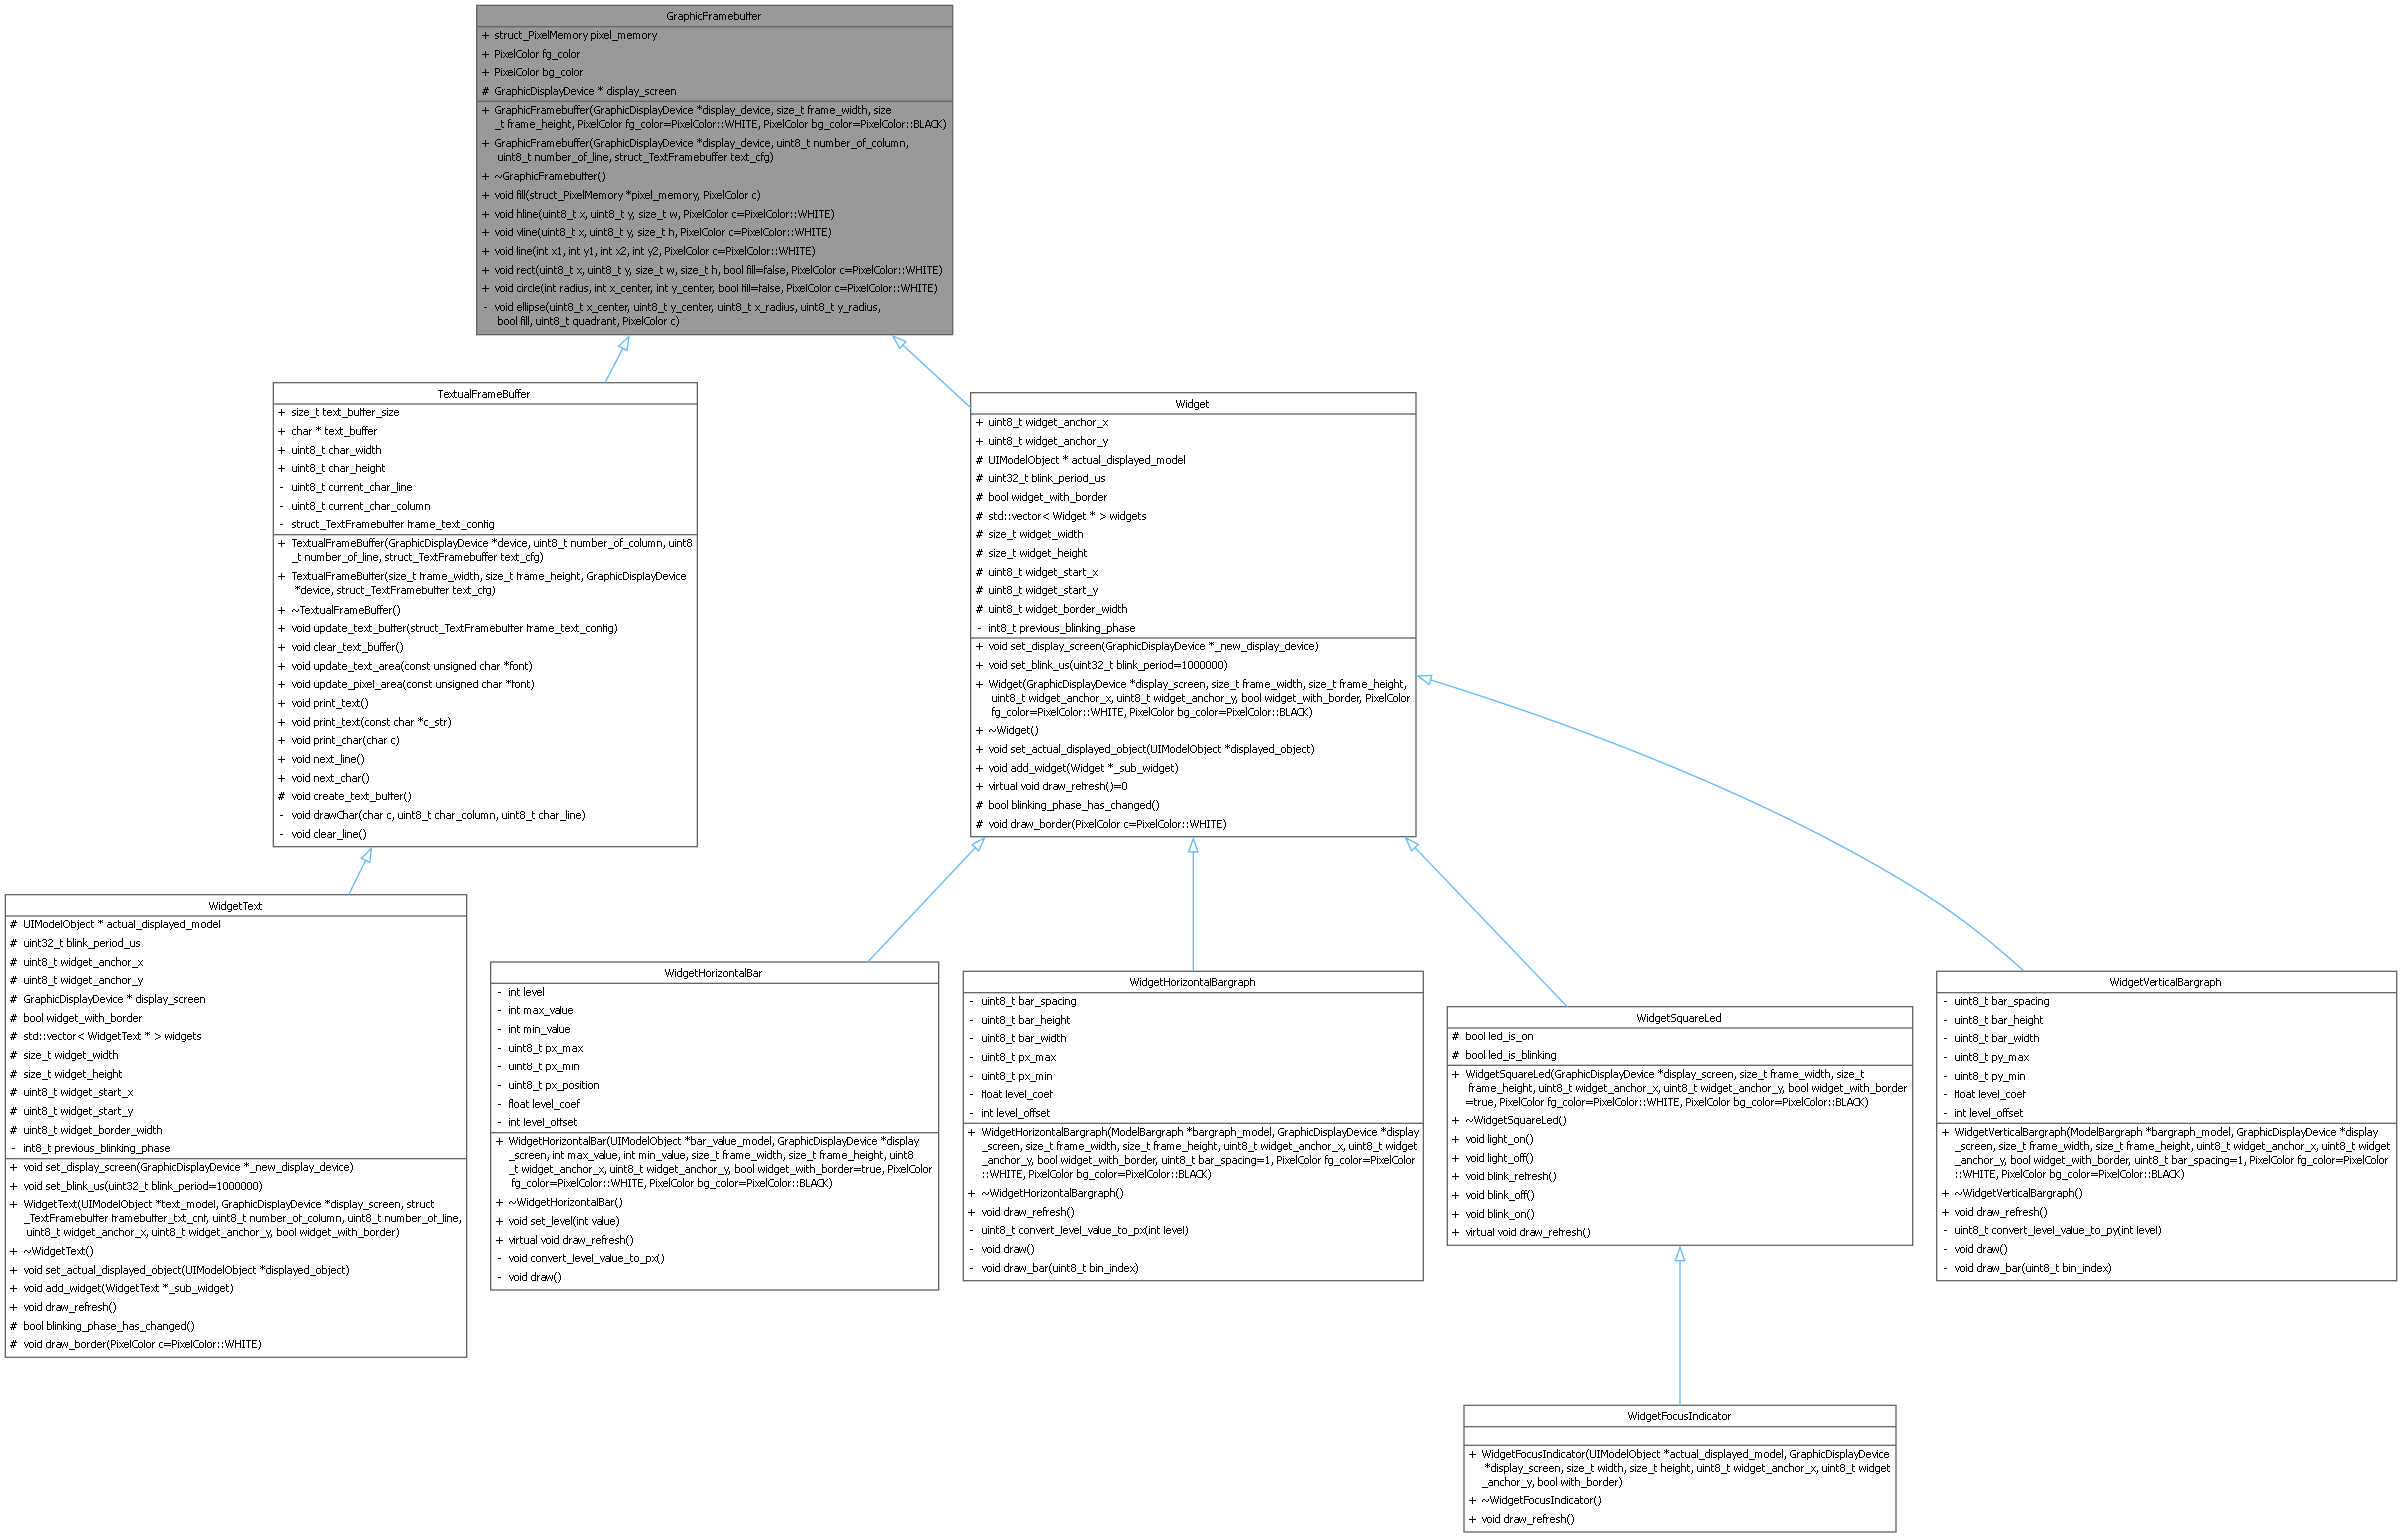 GraphicFramebuffer
+ struct_PixelMemory pixel_memory
+ PixelColor fg_color
+ PixelColor bg_color
# GraphicDisplayDevice * display_screen
+ GraphicFramebuffer(GraphicDisplayDevice *display_device, size_t frame_width, size
_t frame_height, PixelColor fg_color=PixelColor::WHITE, PixelColor bg_color=PixelColor::BLACK)
+ GraphicFramebuffer(GraphicDisplayDevice *display_device, uint8_t number_of_column,
uint8_t number_of_line, struct_TextFramebuffer text_cfg)
+ ~GraphicFramebuffer()
+ void fill(struct_PixelMemory *pixel_memory, PixelColor c)
+ void hline(uint8_t x, uint8_t y, size_t w, PixelColor c=PixelColor::WHITE)
+ void vline(uint8_t x, uint8_t y, size_t h, PixelColor c=PixelColor::WHITE)
+ void line(int x1, int y1, int x2, int y2, PixelColor c=PixelColor::WHITE)
+ void rect(uint8_t x, uint8_t y, size_t w, size_t h, bool fill=false, PixelColor c=PixelColor::WHITE)
+ void circle(int radius, int x_center, int y_center, bool fill=false, PixelColor c=PixelColor::WHITE)
- void ellipse(uint8_t x_center, uint8_t y_center, uint8_t x_radius, uint8_t y_radius,
bool fill, uint8_t quadrant, PixelColor c)
TextualFrameBuffer
+ size_t text_buffer_size
+ char * text_buffer
+ uint8_t char_width
+ uint8_t char_height
- uint8_t current_char_line
- uint8_t current_char_column
- struct_TextFramebuffer frame_text_config
+ TextualFrameBuffer(GraphicDisplayDevice *device, uint8_t number_of_column, uint8
_t number_of_line, struct_TextFramebuffer text_cfg)
+ TextualFrameBuffer(size_t frame_width, size_t frame_height, GraphicDisplayDevice
*device, struct_TextFramebuffer text_cfg)
+ ~TextualFrameBuffer()
+ void update_text_buffer(struct_TextFramebuffer frame_text_config)
+ void clear_text_buffer()
+ void update_text_area(const unsigned char *font)
+ void update_pixel_area(const unsigned char *font)
+ void print_text()
+ void print_text(const char *c_str)
+ void print_char(char c)
+ void next_line()
+ void next_char()
# void create_text_buffer()
- void drawChar(char c, uint8_t char_column, uint8_t char_line)
- void clear_line()
Widget
+ uint8_t widget_anchor_x
+ uint8_t widget_anchor_y
# UIModelObject * actual_displayed_model
# uint32_t blink_period_us
# bool widget_with_border
# std::vector< Widget * > widgets
# size_t widget_width
# size_t widget_height
# uint8_t widget_start_x
# uint8_t widget_start_y
# uint8_t widget_border_width
- int8_t previous_blinking_phase
+ void set_display_screen(GraphicDisplayDevice *_new_display_device)
+ void set_blink_us(uint32_t blink_period=1000000)
+ Widget(GraphicDisplayDevice *display_screen, size_t frame_width, size_t frame_height,
uint8_t widget_anchor_x, uint8_t widget_anchor_y, bool widget_with_border, PixelColor
fg_color=PixelColor::WHITE, PixelColor bg_color=PixelColor::BLACK)
+ ~Widget()
+ void set_actual_displayed_object(UIModelObject *displayed_object)
+ void add_widget(Widget *_sub_widget)
+ virtual void draw_refresh()=0
# bool blinking_phase_has_changed()
# void draw_border(PixelColor c=PixelColor::WHITE)
WidgetText
# UIModelObject * actual_displayed_model
# uint32_t blink_period_us
# uint8_t widget_anchor_x
# uint8_t widget_anchor_y
# GraphicDisplayDevice * display_screen
# bool widget_with_border
# std::vector< WidgetText * > widgets
# size_t widget_width
# size_t widget_height
# uint8_t widget_start_x
# uint8_t widget_start_y
# uint8_t widget_border_width
- int8_t previous_blinking_phase
+ void set_display_screen(GraphicDisplayDevice *_new_display_device)
+ void set_blink_us(uint32_t blink_period=1000000)
+ WidgetText(UIModelObject *text_model, GraphicDisplayDevice *display_screen, struct
_TextFramebuffer framebuffer_txt_cnf, uint8_t number_of_column, uint8_t number_of_line,
uint8_t widget_anchor_x, uint8_t widget_anchor_y, bool widget_with_border)
+ ~WidgetText()
+ void set_actual_displayed_object(UIModelObject *displayed_object)
+ void add_widget(WidgetText *_sub_widget)
+ void draw_refresh()
# bool blinking_phase_has_changed()
# void draw_border(PixelColor c=PixelColor::WHITE)
WidgetHorizontalBar
- int level
- int max_value
- int min_value
- uint8_t px_max
- uint8_t px_min
- uint8_t px_position
- float level_coef
- int level_offset
+ WidgetHorizontalBar(UIModelObject *bar_value_model, GraphicDisplayDevice *display
_screen, int max_value, int min_value, size_t frame_width, size_t frame_height, uint8
_t widget_anchor_x, uint8_t widget_anchor_y, bool widget_with_border=true, PixelColor
fg_color=PixelColor::WHITE, PixelColor bg_color=PixelColor::BLACK)
+ ~WidgetHorizontalBar()
+ void set_level(int value)
+ virtual void draw_refresh()
- void convert_level_value_to_px()
- void draw()
WidgetHorizontalBargraph
- uint8_t bar_spacing
- uint8_t bar_height
- uint8_t bar_width
- uint8_t px_max
- uint8_t px_min
- float level_coef
- int level_offset
+ WidgetHorizontalBargraph(ModelBargraph *bargraph_model, GraphicDisplayDevice *display
_screen, size_t frame_width, size_t frame_height, uint8_t widget_anchor_x, uint8_t widget
_anchor_y, bool widget_with_border, uint8_t bar_spacing=1, PixelColor fg_color=PixelColor
::WHITE, PixelColor bg_color=PixelColor::BLACK)
+ ~WidgetHorizontalBargraph()
+ void draw_refresh()
- uint8_t convert_level_value_to_px(int level)
- void draw()
- void draw_bar(uint8_t bin_index)
WidgetSquareLed
# bool led_is_on
# bool led_is_blinking
+ WidgetSquareLed(GraphicDisplayDevice *display_screen, size_t frame_width, size_t
frame_height, uint8_t widget_anchor_x, uint8_t widget_anchor_y, bool widget_with_border
=true, PixelColor fg_color=PixelColor::WHITE, PixelColor bg_color=PixelColor::BLACK)
+ ~WidgetSquareLed()
+ void light_on()
+ void light_off()
+ void blink_refresh()
+ void blink_off()
+ void blink_on()
+ virtual void draw_refresh()
WidgetVerticalBargraph
- uint8_t bar_spacing
- uint8_t bar_height
- uint8_t bar_width
- uint8_t py_max
- uint8_t py_min
- float level_coef
- int level_offset
+ WidgetVerticalBargraph(ModelBargraph *bargraph_model, GraphicDisplayDevice *display
_screen, size_t frame_width, size_t frame_height, uint8_t widget_anchor_x, uint8_t widget
_anchor_y, bool widget_with_border, uint8_t bar_spacing=1, PixelColor fg_color=PixelColor
::WHITE, PixelColor bg_color=PixelColor::BLACK)
+ ~WidgetVerticalBargraph()
+ void draw_refresh()
- uint8_t convert_level_value_to_py(int level)
- void draw()
- void draw_bar(uint8_t bin_index)
WidgetFocusIndicator
+ WidgetFocusIndicator(UIModelObject *actual_displayed_model, GraphicDisplayDevice
*display_screen, size_t width, size_t height, uint8_t widget_anchor_x, uint8_t widget
_anchor_y, bool with_border)
+ ~WidgetFocusIndicator()
+ void draw_refresh()